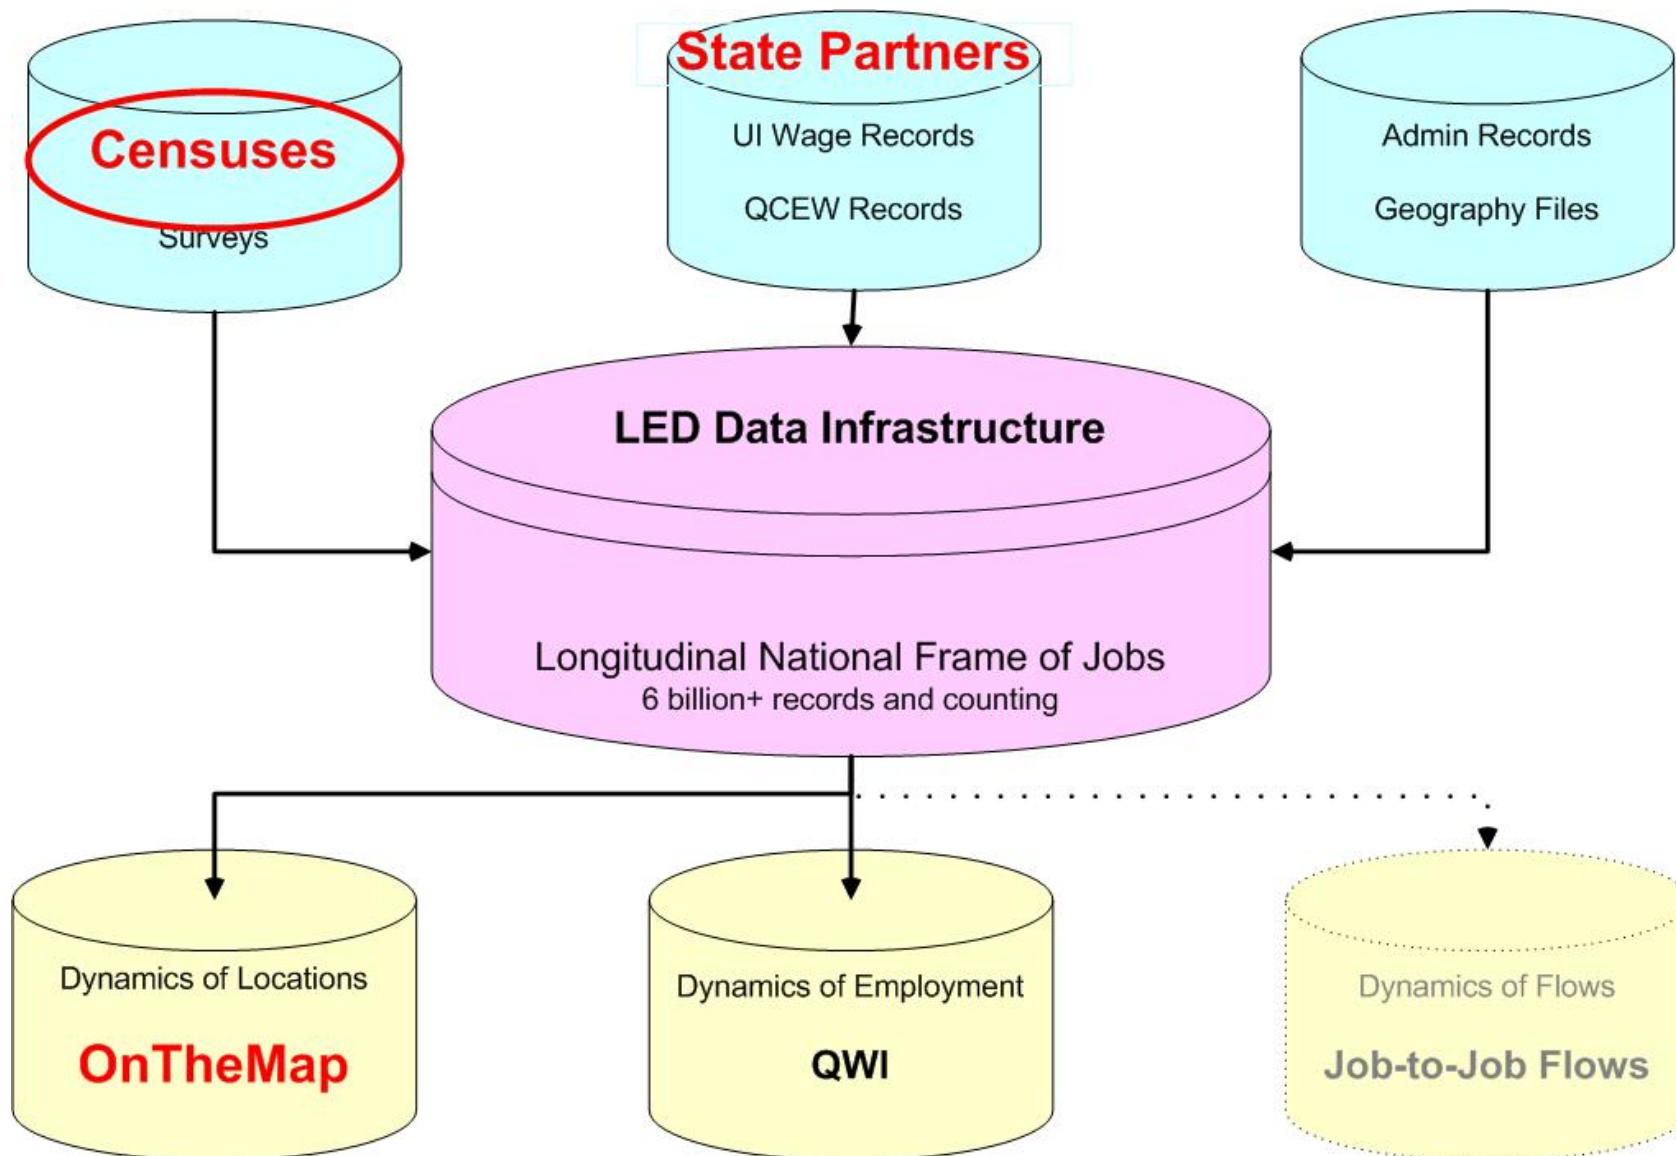 Censuses
Surveys
State Partners
UI Wage Records
QCEW Records
Admin Records
Geography Files
LED Data Infrastructure
Longitudinal National Frame of Jobs
6 billion+ records and counting
Dynamics of Locations
OnTheMap
Dynamics of Employment
QWI
Dynamics of Flows
Job-to-Job Flows